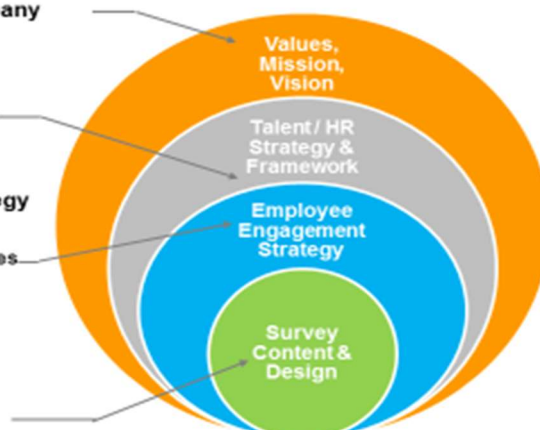 any
Values,
Mission,
Vision
Talent / HR
Strategy &
Framework
egy
Employee
Engagement
Strategy
es
Survey
Content &
Design